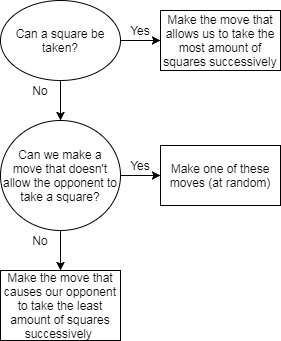 Can a square be
taken?
Yes
Make the move that
allows us to take the
most amount of
squares successively
No
Can we make a
move that doesn't
allow the opponent to
take a square?
Yes
Make one of these
moves (at random)
No
Make the move that
causes our opponent
to take the least
amount of squares
successively